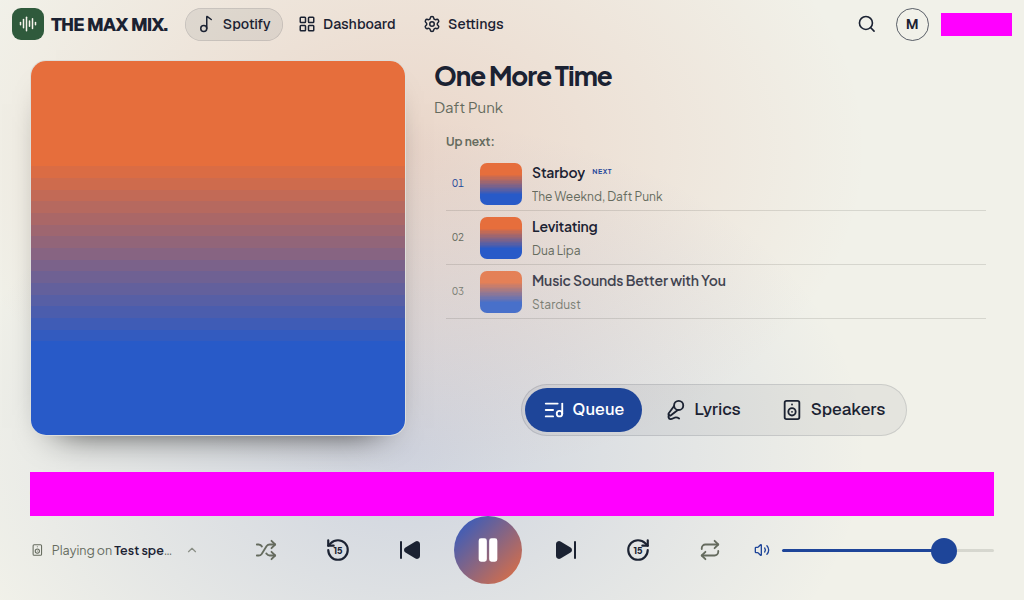 THE MAX MIX.
Spotify
Dashboard
Settings
M
One More Time
Daft Punk
Up next:
01
Starboy NEXT
The Weeknd, Daft Punk
02
Levitating
Dua Lipa
03
Music Sounds Better with You
Stardust
Queue
Lyrics
Speakers
Playing on Test spe...
15
15